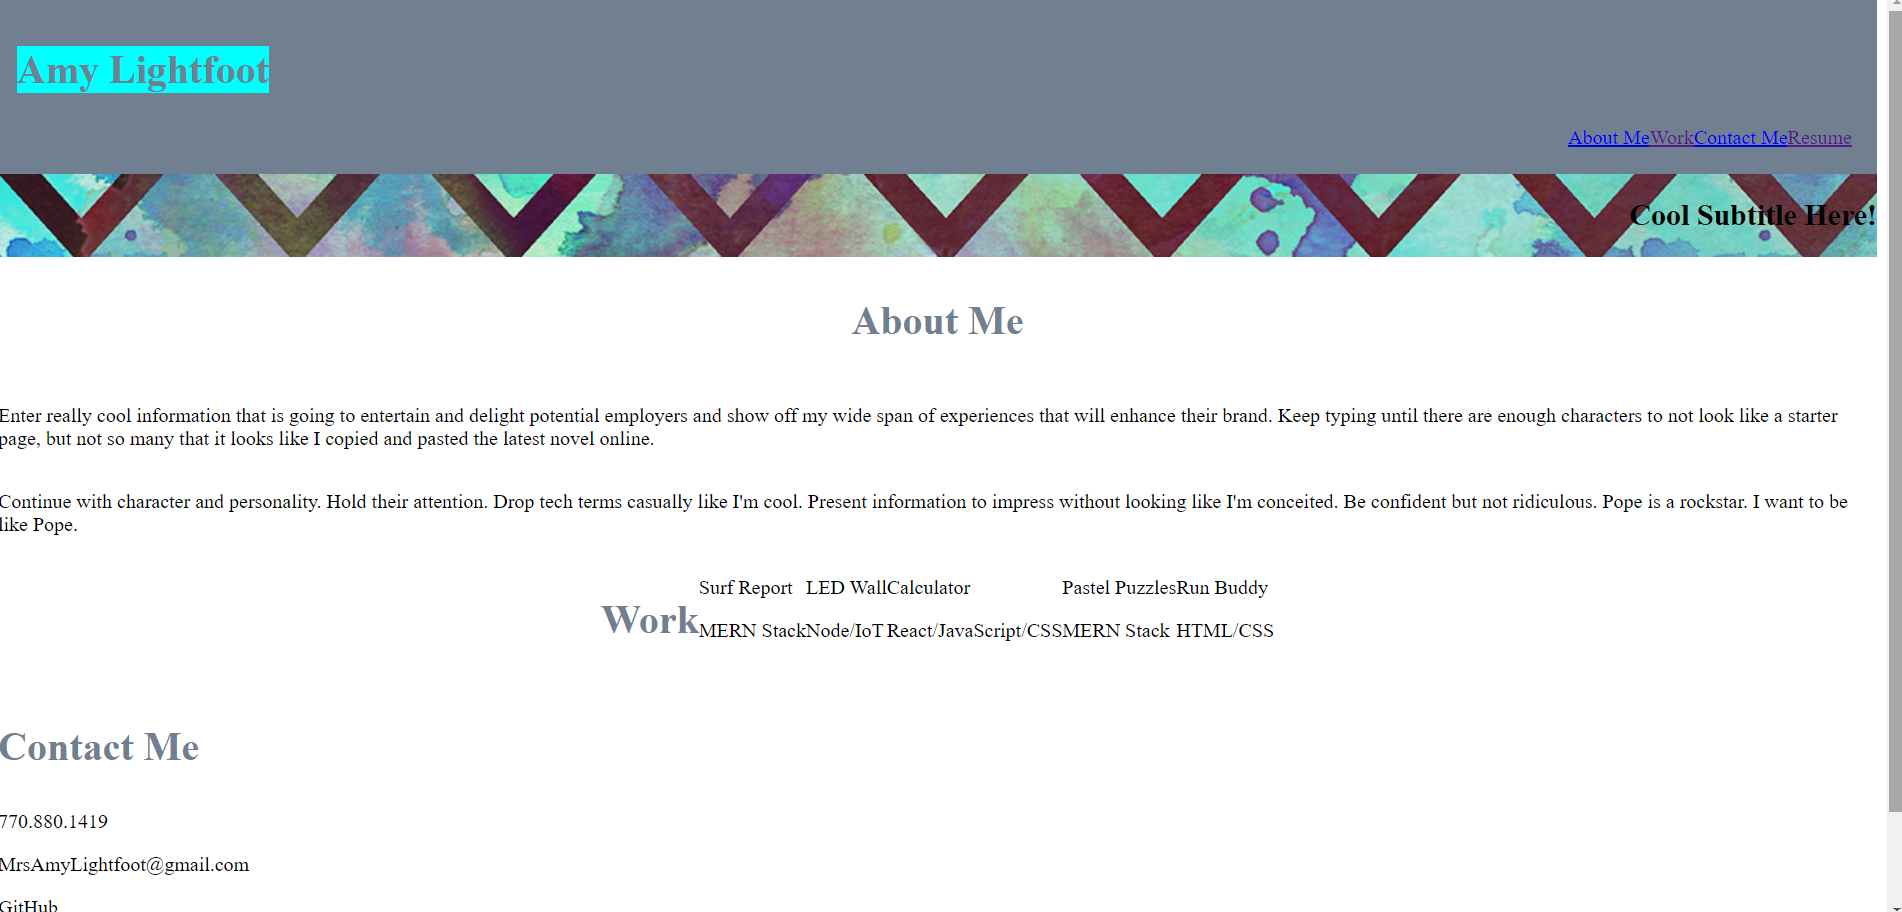 Amy Lightfoot
About Me Work Contact Me Resume
Cool Subtitle Here!
About Me
Enter really cool information that is going to entertain and delight potential employers and show off my wide span of experiences that will enhance their brand. Keep typing until there are enough characters to not look like a starter
page, but not so many that it looks like I copied and pasted the latest novel online.
Continue with character and personality. Hold their attention. Drop tech terms casually like I'm cool. Present information to impress without looking like I'm conceited. Be confident but not ridiculous. Pope is a rockstar. I want to be
like Pope.
Work
Surf Report LED Wall Calculator Pastel Puzzles Run Buddy
MERN Stack Node/IoT React/JavaScript/CSS MERN Stack HTML/CSS
Contact Me
770.880.1419
MrsAmyLightfoot@gmail.com
GitHub